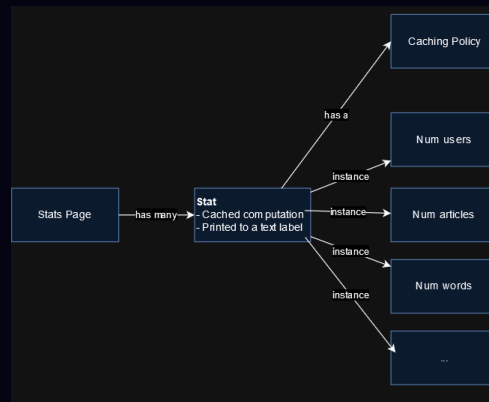 Caching Policy
has a
Num users
instance
Stats Page
has many
Stat
- Cached computation
- Printed to a text label
instance
Num articles
instance
Num words
instance
...